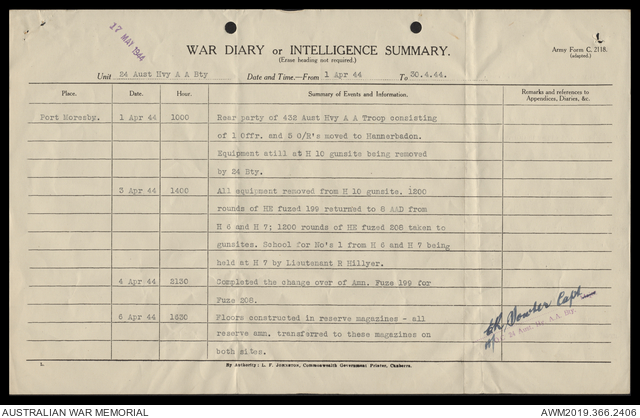 17 MAY 1944
WAR DIARY or INTELLIGENCE SUMMARY.
(Erase heading not required.)
Army Form C. 2118.
(adapted.)
Unit 24 Aust Hvy A A Bty Date and Time.—From 1 Apr 44 To 30.4.44.
Place. Date. Hour. Summary of Events and Information. Remarks and references to Appendices, Diaries, &c.
Port Moresby. 1 Apr 44 1000 Rear party of 432 Aust Hvy A A Troop consisting
of 1 Offr. and 5 O/R's moved to Hannerbadon.
Equipment still at H 10 gunsite being removed
by 24 Bty.
3 Apr 44 1400 All equipment removed from H 10 gunsite. 1200
rounds of HE fuzed 199 returned to 8 AAD from
H 6 and H 7; 1200 rounds of HE fuzed 208 taken to
gunsites. School for No's 1 from H 6 and H 7 being
held at H 7 by Lieutenant R Hillyer.
4 Apr 44 2130 Completed the change over of Amn. Fuze 199 for
Fuze 208.
6 Apr 44 1630 Floors constructed in reserve magazines - all
reserve amn. transferred to these magazines on
both sites.
Capt
24 Aust. Hv. A.A. Bty.
By Authority: L. F. Johnston, Commonwealth Government Printer, Canberra.
AUSTRALIAN WAR MEMORIAL AWM2019.366.2406